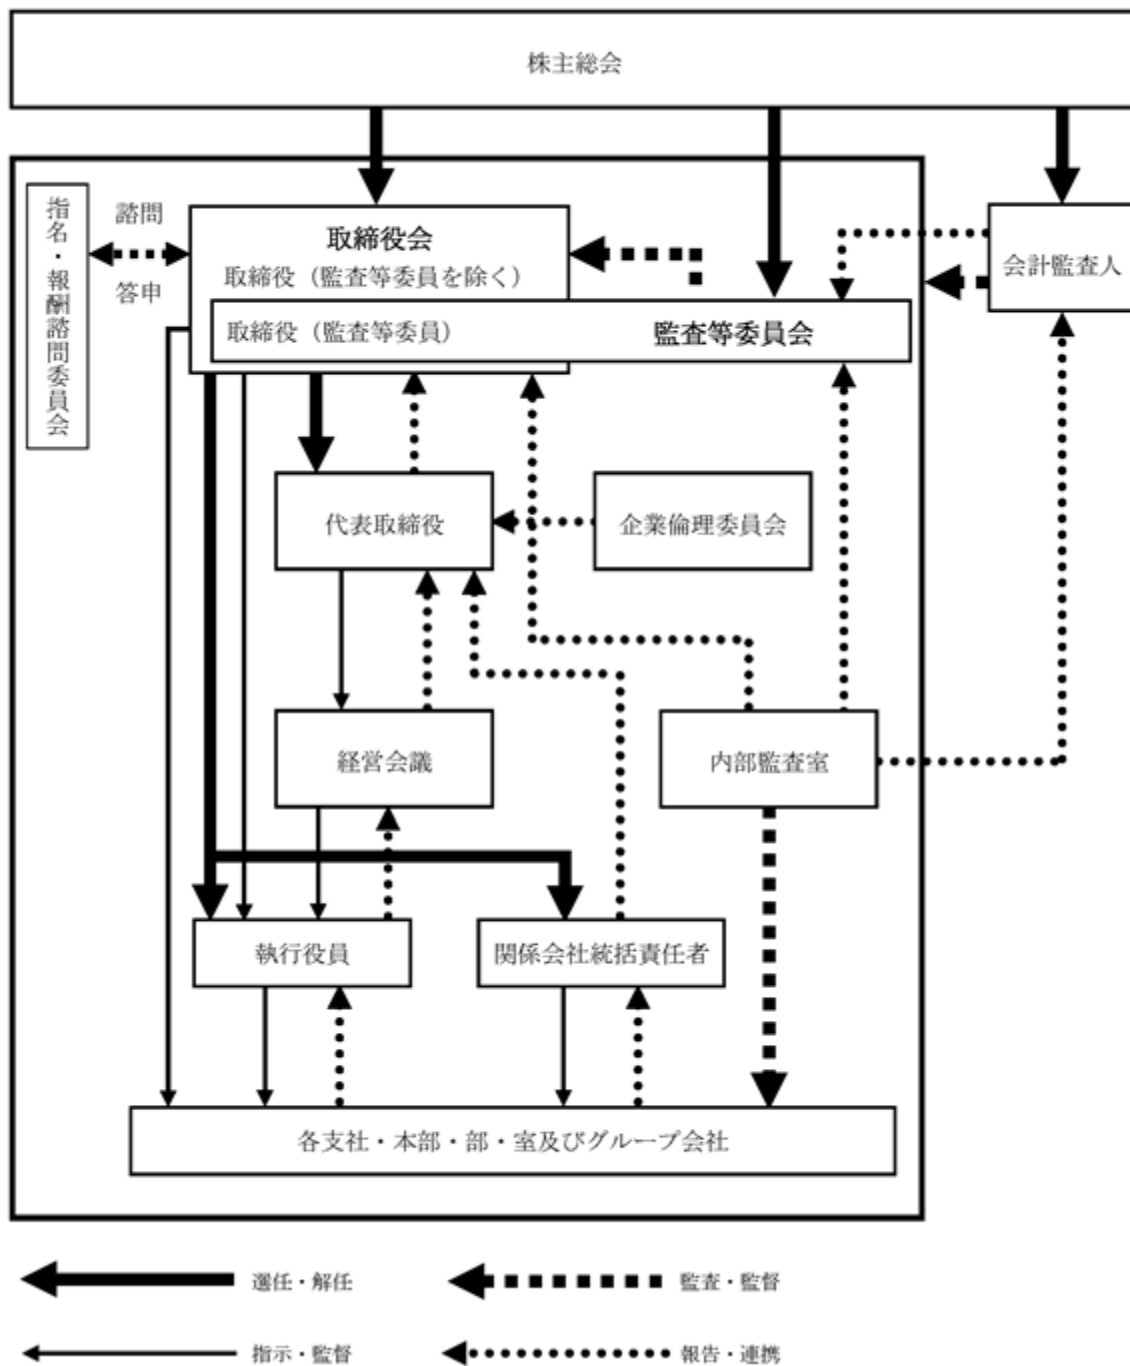 株主総会
指名・報酬諮問委員会
諮問
答申
取締役会
取締役（監査等委員を除く）
取締役（監査等委員）
監査等委員会
会計監査人
代表取締役
企業倫理委員会
経営会議
内部監査室
執行役員
関係会社統括責任者
各支社・本部・部・室及びグループ会社
選任・解任
監査・監督
指示・監督
報告・連携